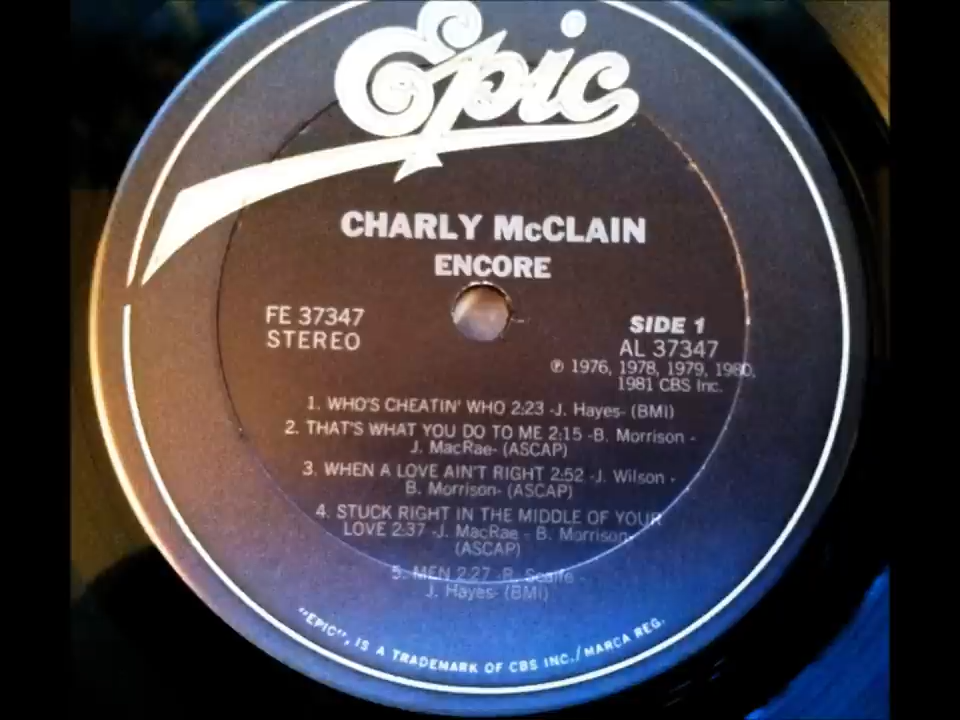 Epic
CHARLY McCLAIN
ENCORE
FE 37347
STEREO
SIDE 1
AL 37347
℗ 1976, 1978, 1979, 1980,
1981 CBS Inc.
1. WHO'S CHEATIN' WHO 2:23 -J. Hayes- (BMI)
2. THAT'S WHAT YOU DO TO ME 2:15 -B. Morrison -
J. MacRae- (ASCAP)
3. WHEN A LOVE AIN'T RIGHT 2:52 -J. Wilson -
B. Morrison- (ASCAP)
4. STUCK RIGHT IN THE MIDDLE OF YOUR
LOVE 2:37 -J. MacRae - B. Morrison-
(ASCAP)
5. MEN 2:27 -R. Scaife -
J. Hayes- (BMI)
"EPIC", IS A TRADEMARK OF CBS INC./MARCA REG.